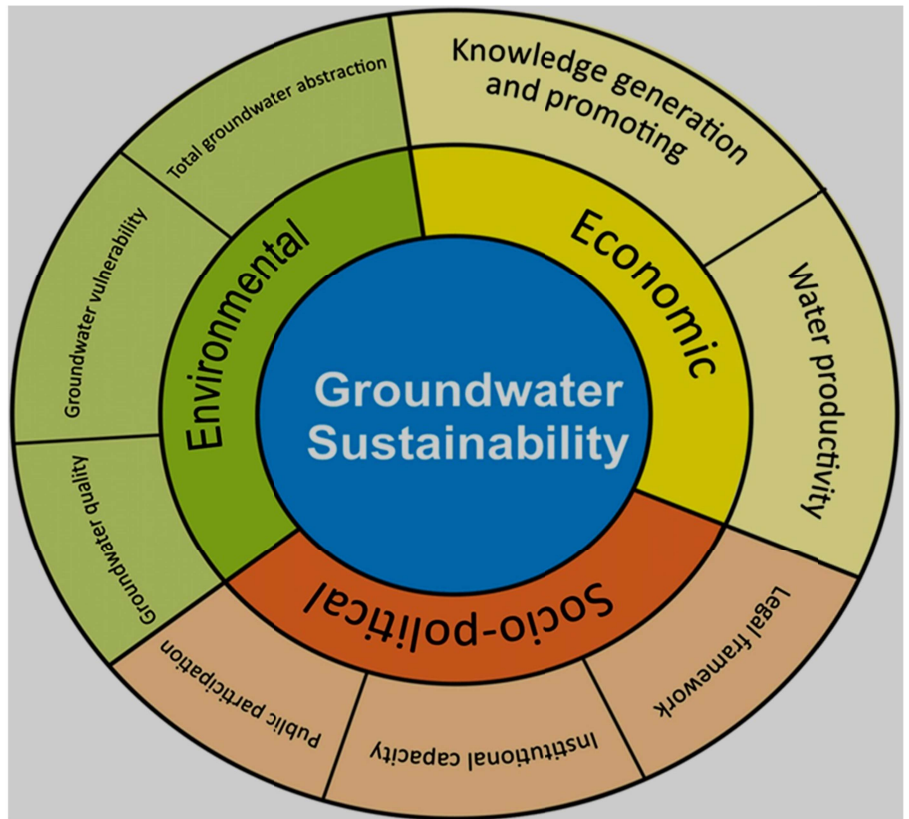 Groundwater
Sustainability
Economic
Knowledge generation
and promoting
Water productivity
Socio-political
Legal framework
Institutional capacity
Public participation
Environmental
Groundwater quality
Groundwater vulnerability
Total groundwater abstraction